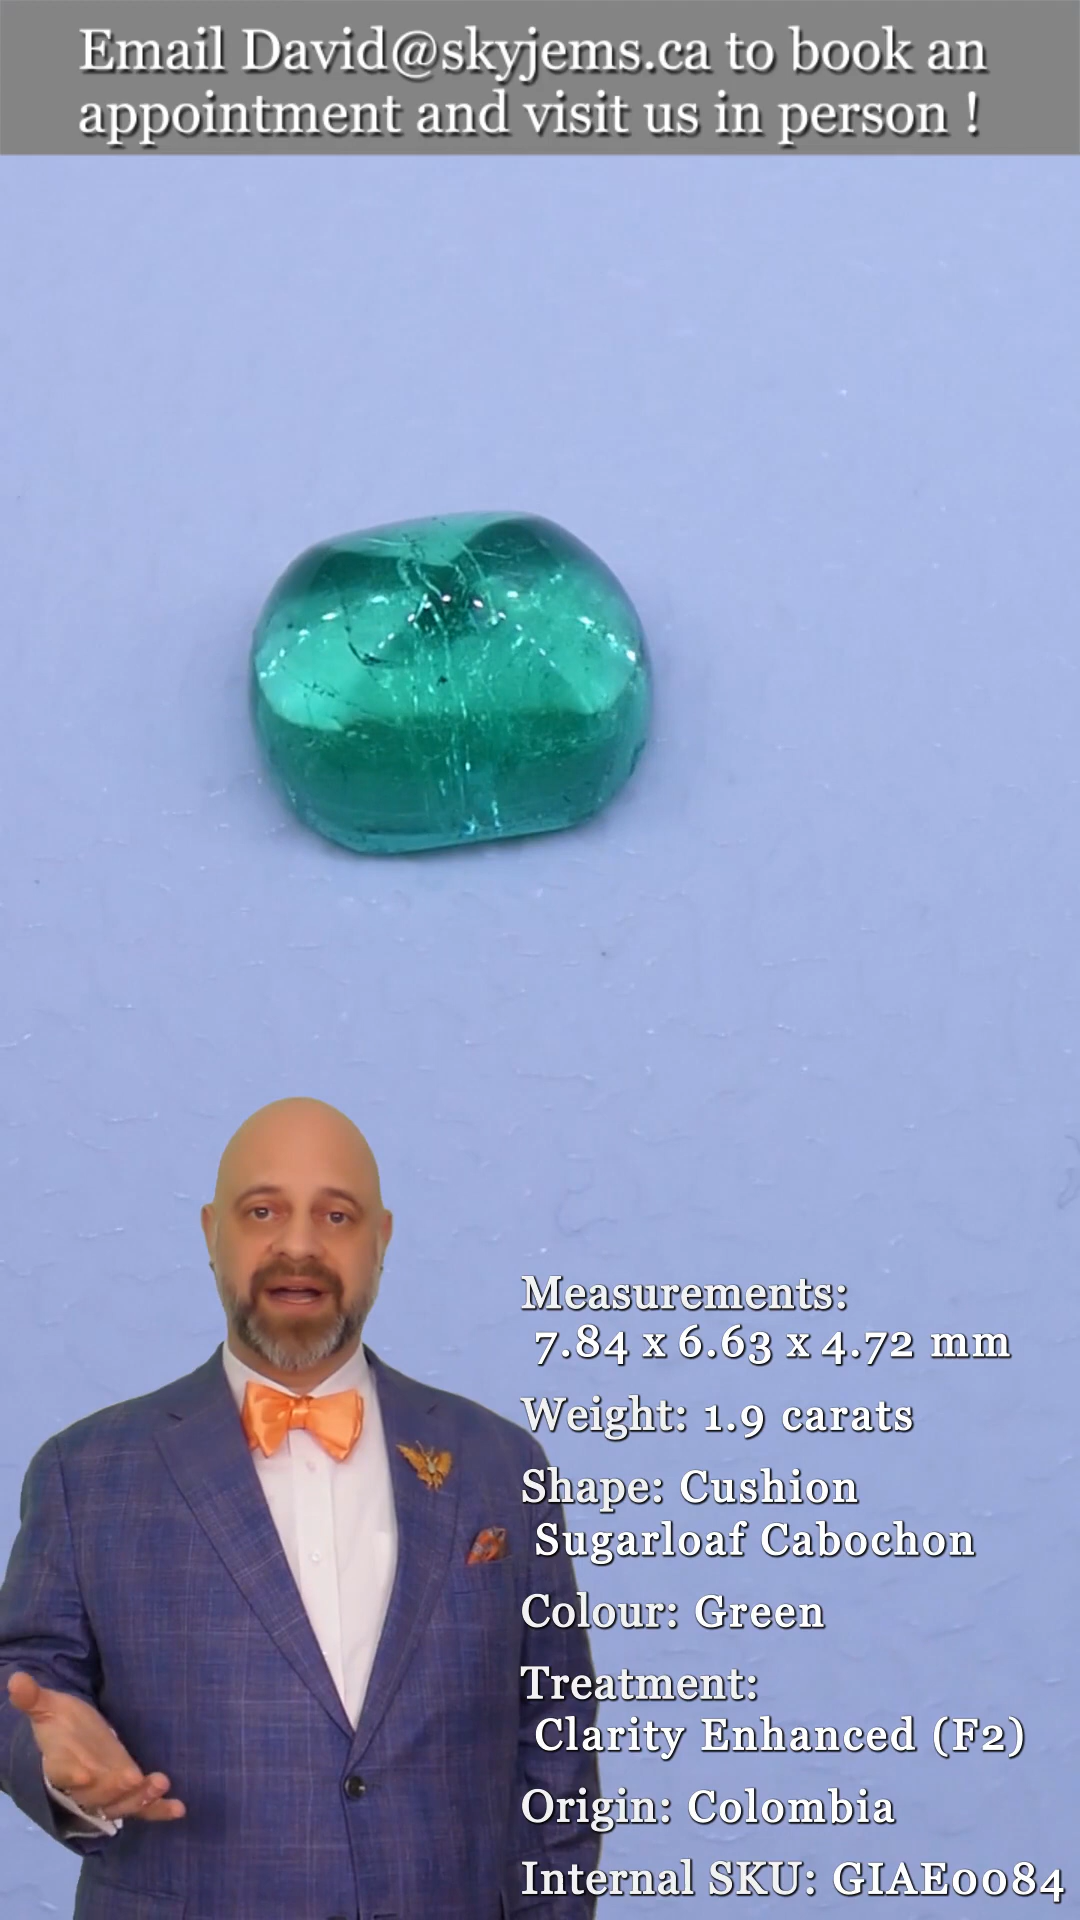 Email David@skyjems.ca to book an
appointment and visit us in person !
Measurements:
7.84 x 6.63 x 4.72 mm
Weight: 1.9 carats
Shape: Cushion
Sugarloaf Cabochon
Colour: Green
Treatment:
Clarity Enhanced (F2)
Origin: Colombia
Internal SKU: GIAE0084